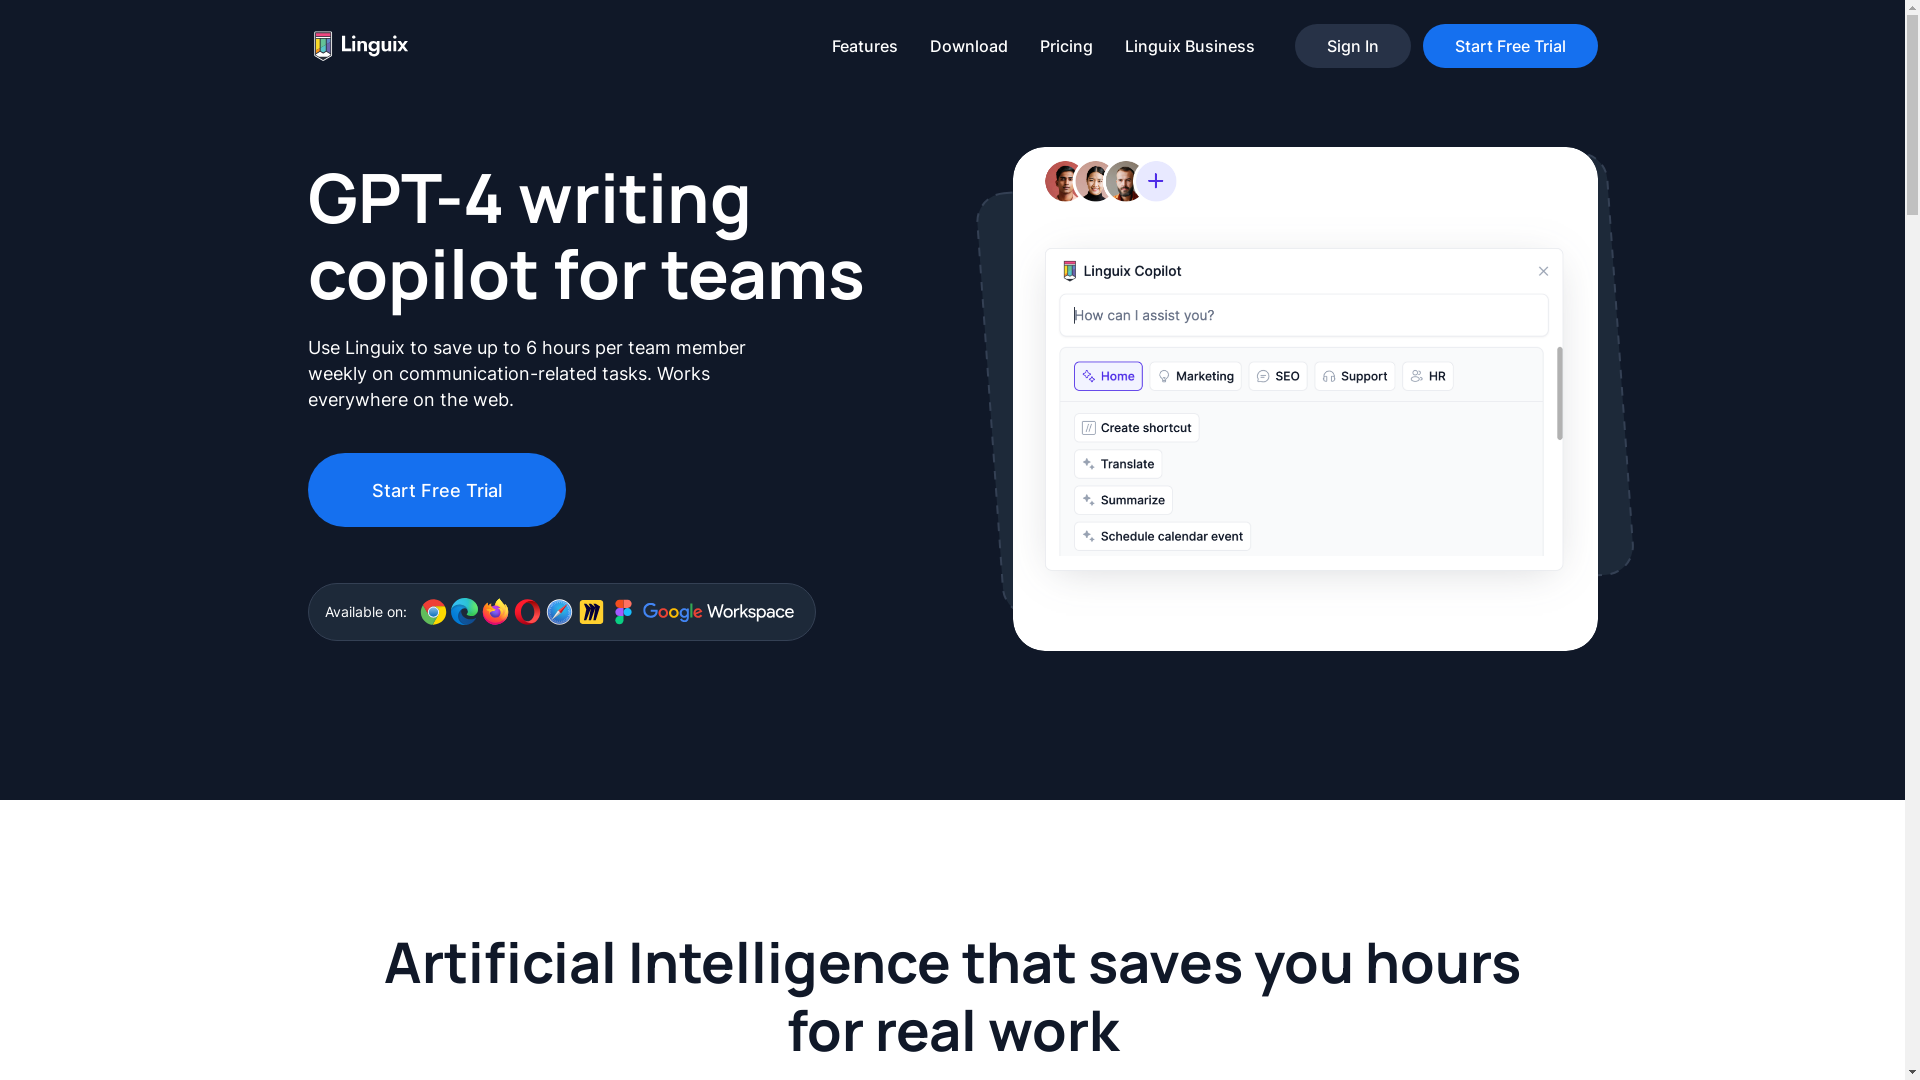 Linguix
Features
Download
Pricing
Linguix Business
Sign In
Start Free Trial
GPT-4 writing
copilot for teams
Use Linguix to save up to 6 hours per team member
weekly on communication-related tasks. Works
everywhere on the web.
Start Free Trial
Available on:
Google Workspace
Linguix Copilot
How can I assist you?
Home
Marketing
SEO
Support
HR
Create shortcut
Translate
Summarize
Schedule calendar event
Artificial Intelligence that saves you hours
for real work